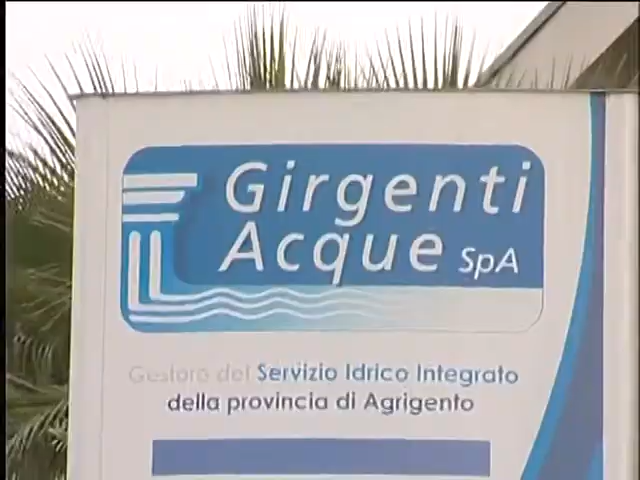 Girgenti
Acque SpA
Gestore del Servizio Idrico Integrato
della provincia di Agrigento